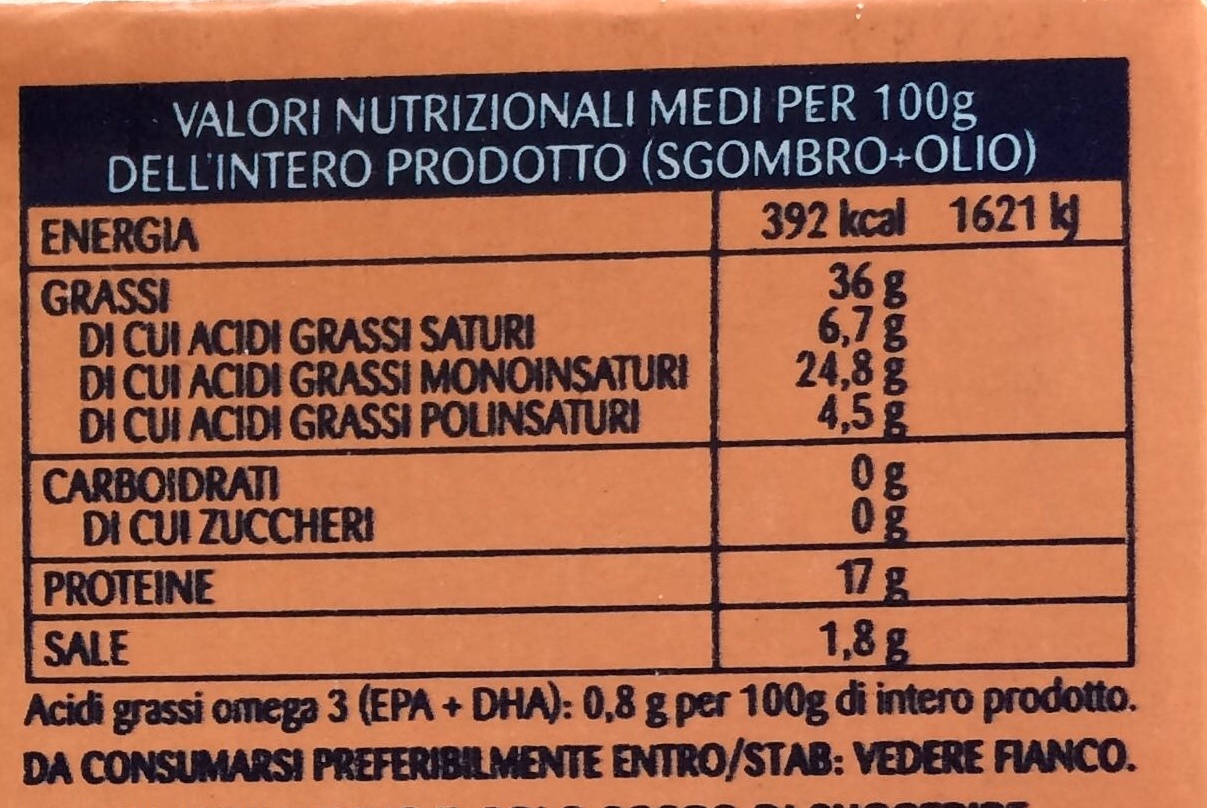 VALORI NUTRIZIONALI MEDI PER 100g
DELL'INTERO PRODOTTO (SGOMBRO+OLIO)
ENERGIA 392 kcal 1621 kJ
GRASSI 36 g
DI CUI ACIDI GRASSI SATURI 6,7 g
DI CUI ACIDI GRASSI MONOINSATURI 24,8 g
DI CUI ACIDI GRASSI POLINSATURI 4,5 g
CARBOIDRATI 0 g
DI CUI ZUCCHERI 0 g
PROTEINE 17 g
SALE 1,8 g
Acidi grassi omega 3 (EPA + DHA): 0,8 g per 100g di intero prodotto.
DA CONSUMARSI PREFERIBILMENTE ENTRO/STAB: VEDERE FIANCO.